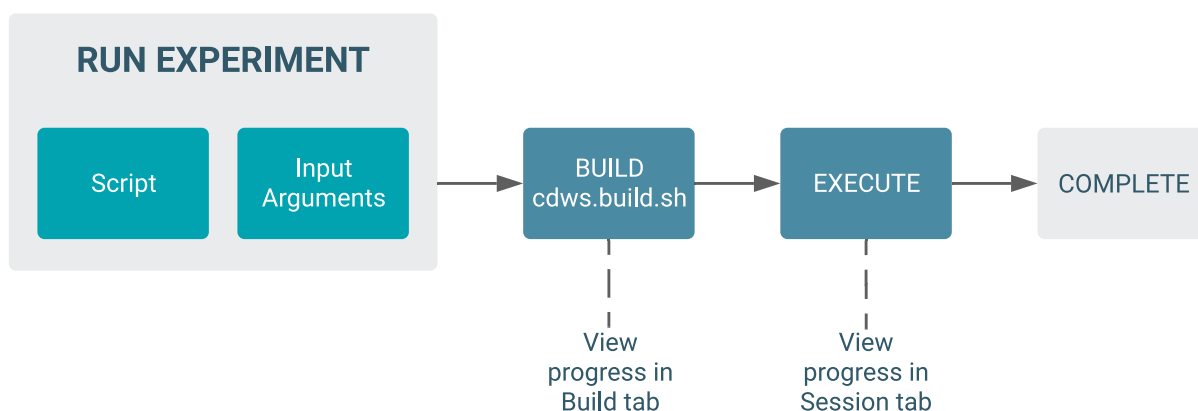 RUN EXPERIMENT
Script
Input
Arguments
BUILD
cdws.build.sh
EXECUTE
COMPLETE
View
progress in
Build tab
View
progress in
Session tab